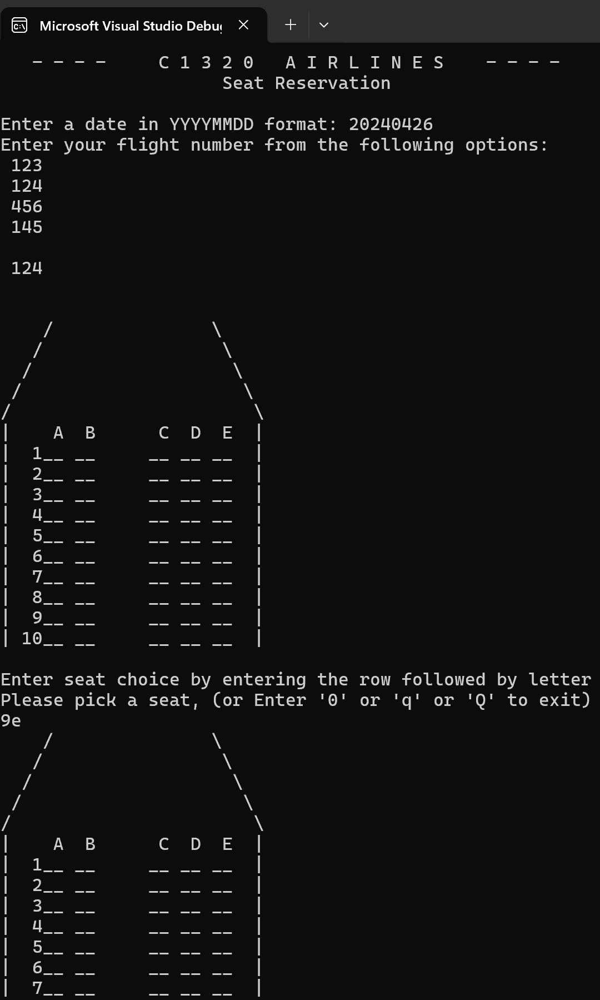 Microsoft Visual Studio Debug
- - - -     C 1 3 2 0   A I R L I N E S    - - - -
Seat Reservation
Enter a date in YYYYMMDD format: 20240426
Enter your flight number from the following options:
123
124
456
145
124
/               \
/                 \
/                   \
/                     \
/                       \
|    A  B      C  D  E  |
|  1__ __     __ __ __  |
|  2__ __     __ __ __  |
|  3__ __     __ __ __  |
|  4__ __     __ __ __  |
|  5__ __     __ __ __  |
|  6__ __     __ __ __  |
|  7__ __     __ __ __  |
|  8__ __     __ __ __  |
|  9__ __     __ __ __  |
| 10__ __     __ __ __  |
Enter seat choice by entering the row followed by letter
Please pick a seat, (or Enter '0' or 'q' or 'Q' to exit)
9e
/               \
/                 \
/                   \
/                     \
/                       \
|    A  B      C  D  E  |
|  1__ __     __ __ __  |
|  2__ __     __ __ __  |
|  3__ __     __ __ __  |
|  4__ __     __ __ __  |
|  5__ __     __ __ __  |
|  6__ __     __ __ __  |
|  7__ __     __ __ __  |